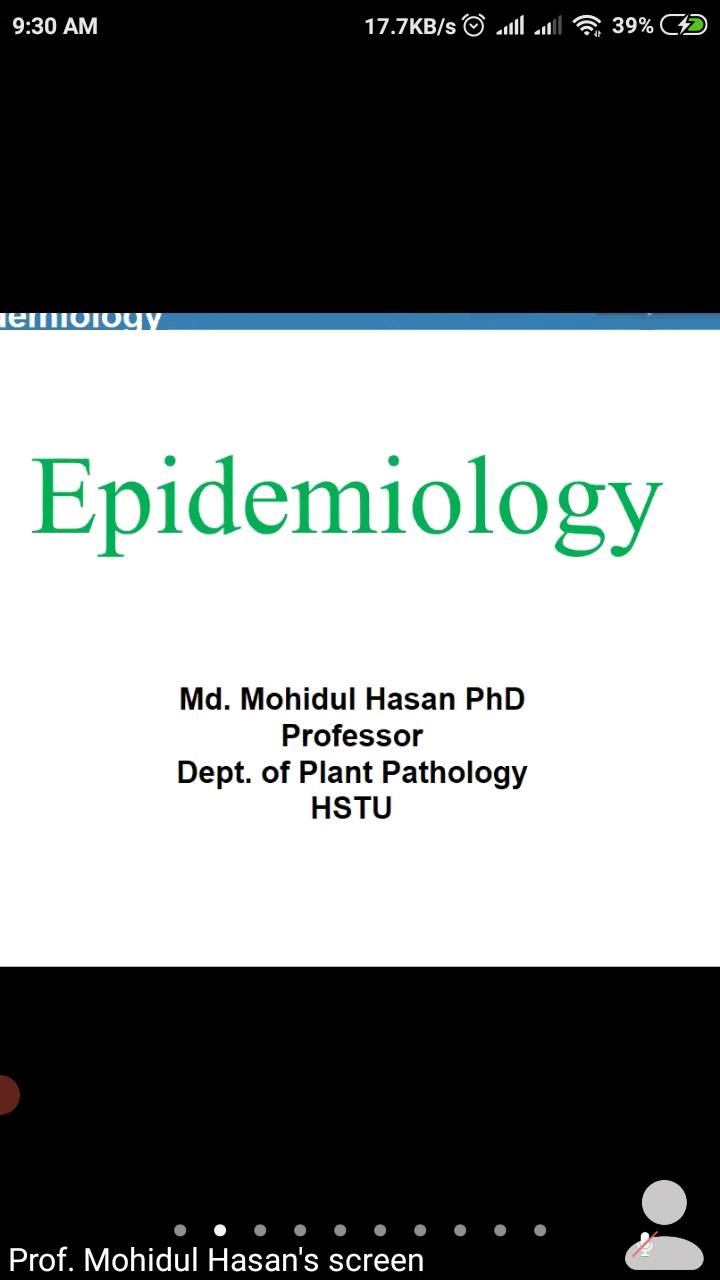 9:30 AM 17.7KB/s 39%
Epidemiology
Md. Mohidul Hasan PhD
Professor
Dept. of Plant Pathology
HSTU
Prof. Mohidul Hasan's screen